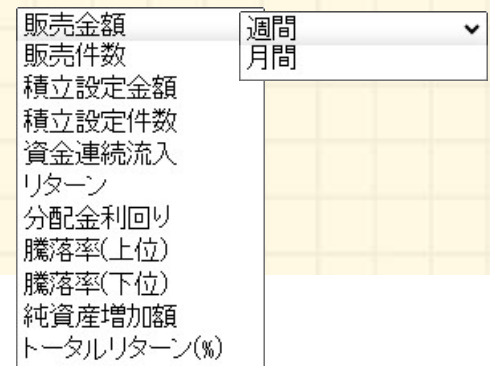 販売金額
販売件数
積立設定金額
積立設定件数
資金連続流入
リターン
分配金利回り
騰落率(上位)
騰落率(下位)
純資産増加額
トータルリターン(%)
週間
月間